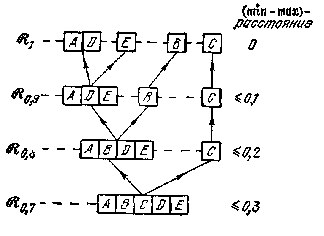 (min-max)-
расстояние
ℛ1 A D E B C 0
ℛ0,9 A D E B C ≤0,1
ℛ0,8 A B D E C ≤0,2
ℛ0,7 A B C D E ≤0,3